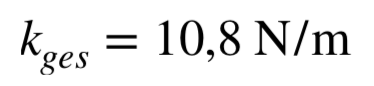 k_ges = 10,8 N/m